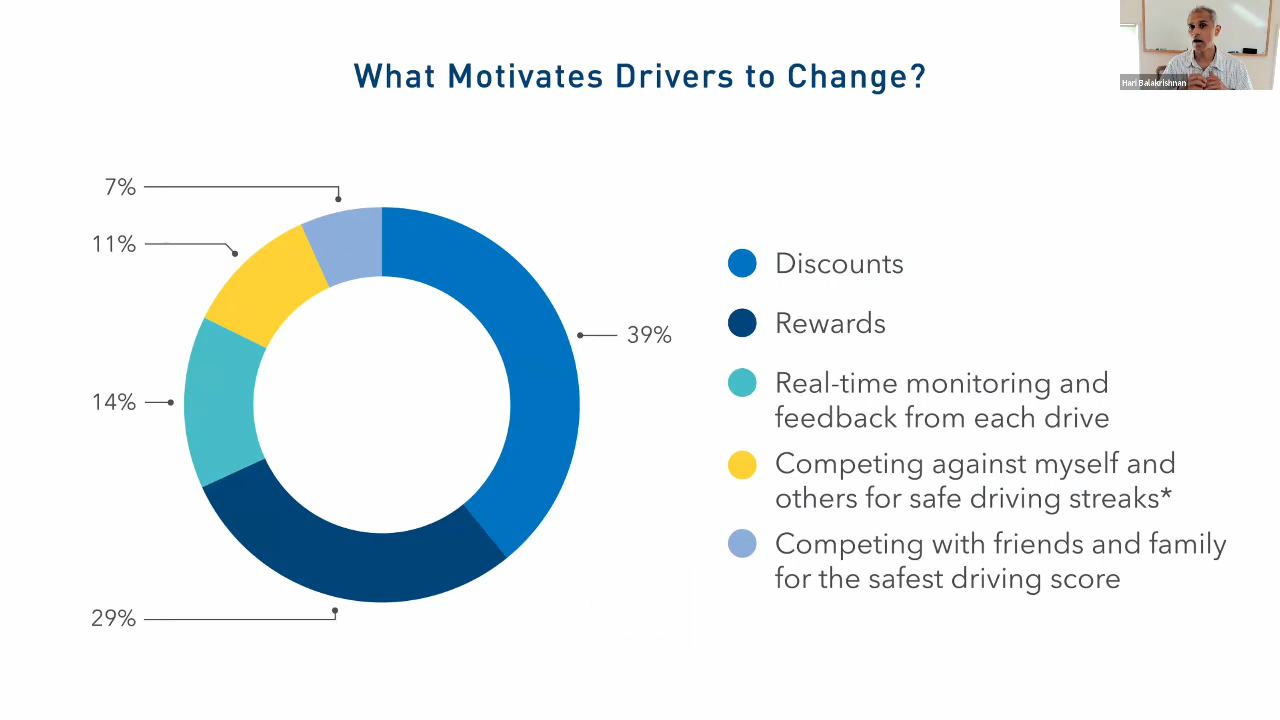 What Motivates Drivers to Change?
Hari Balakrishnan
7%
11%
39%
14%
29%
Discounts
Rewards
Real-time monitoring and
feedback from each drive
Competing against myself and
others for safe driving streaks*
Competing with friends and family
for the safest driving score